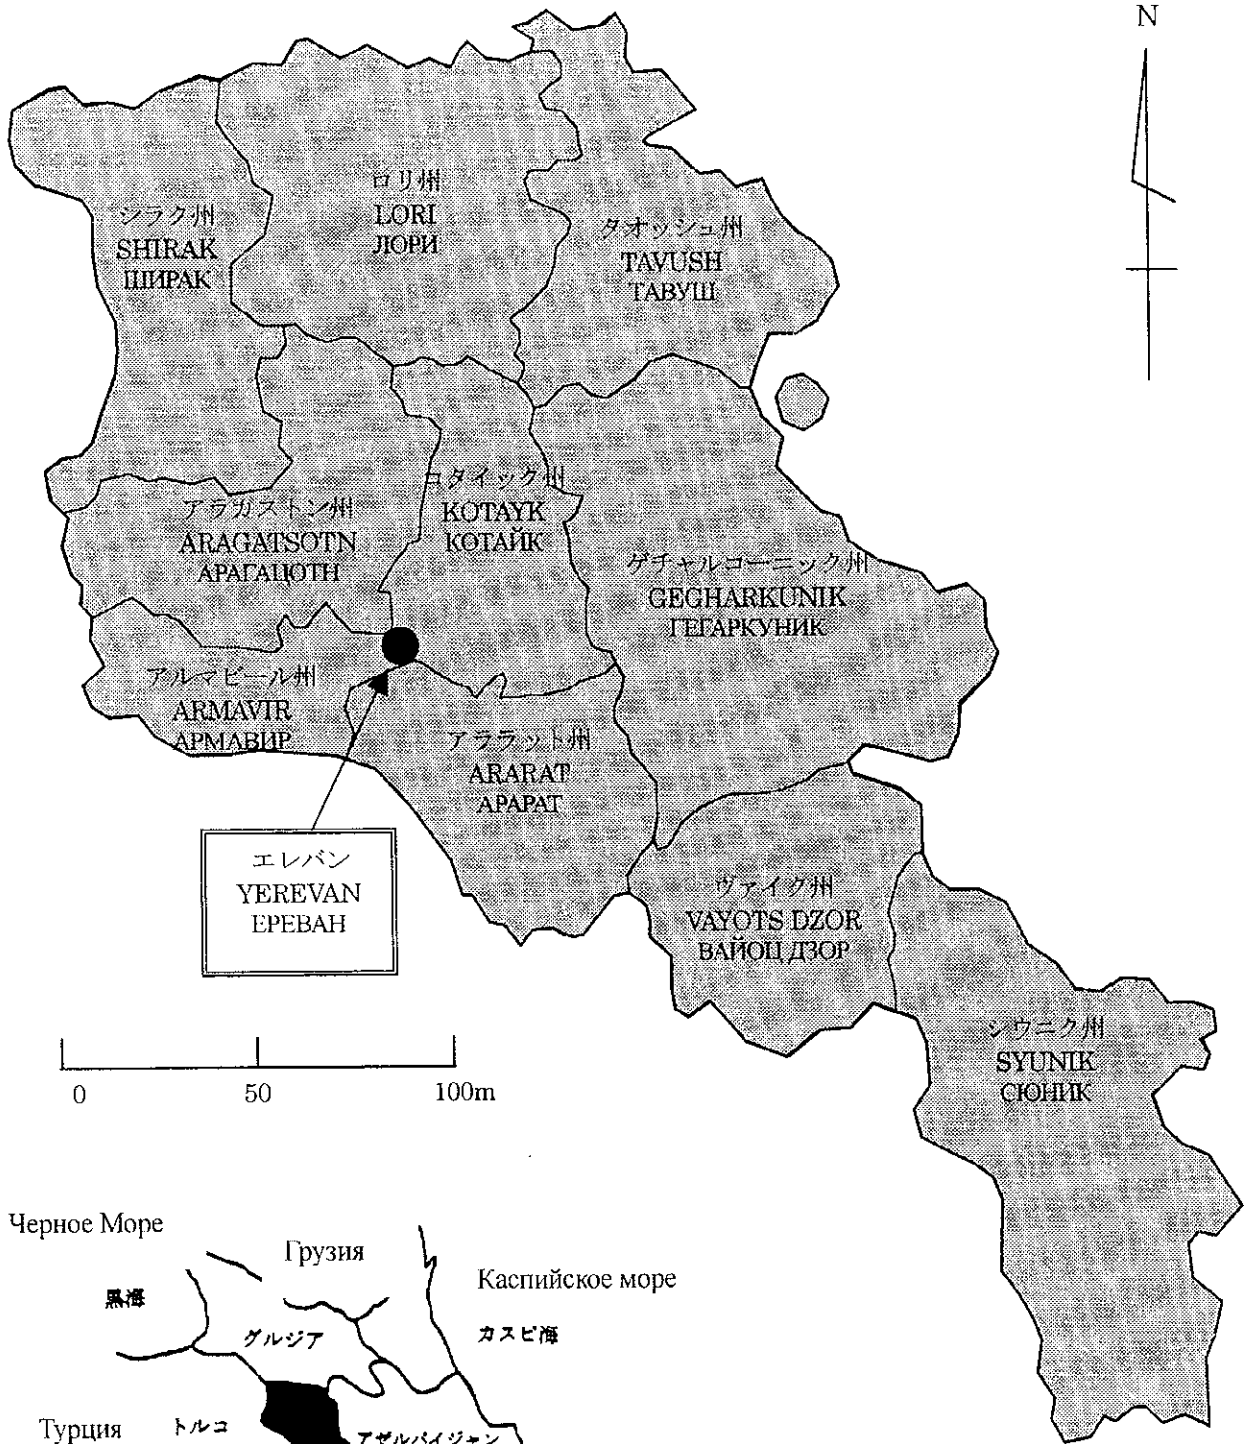 N
ロリ州
LORI
ЛОРИ
シラク州
SHIRAK
ШИРАК
タオッシュ州
TAVUSH
ТАВУШ
コタイック州
KOTAYK
КОТАЙК
アラガストン州
ARAGATSOTN
АРАГАЦОТН
ゲチャルコーニック州
GEGHARKUNIK
ГЕГАРКУНИК
アルマビール州
ARMAVIR
АРМАВИР
アララット州
ARARAT
АРАРАТ
エレバン
YEREVAN
ЕРЕВАН
ヴァイク州
VAYOTS DZOR
ВАЙОЦ ДЗОР
シウニク州
SYUNIK
СЮНИК
0 50 100m
Черное Море
Грузия
Каспийское море
黒海
グルジア
カスピ海
Турция
トルコ
アゼルバイジャン